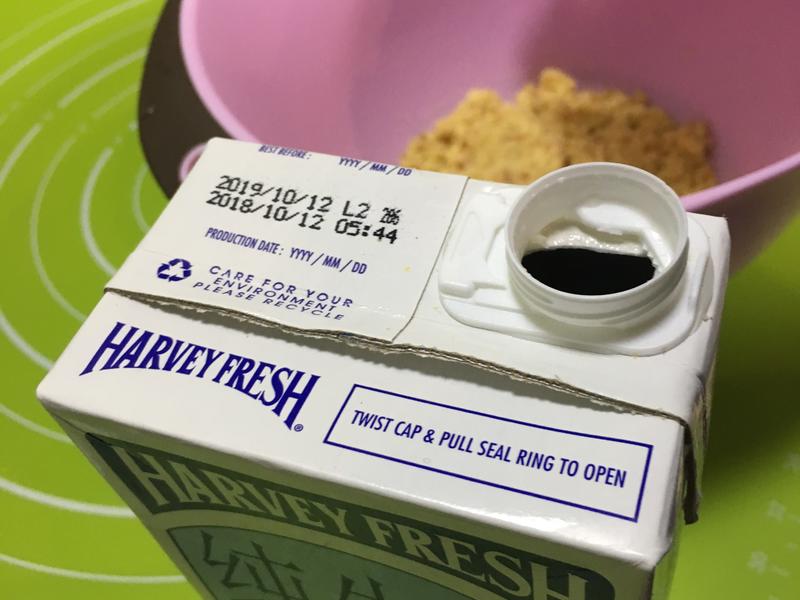 BEST BEFORE: YYYY / MM / DD
2019/10/12 L2
2018/10/12 05:44
PRODUCTION DATE: YYYY / MM / DD
CARE FOR YOUR
ENVIRONMENT
PLEASE RECYCLE
HARVEY FRESH®
TWIST CAP & PULL SEAL RING TO OPEN
HARVEY FRESH